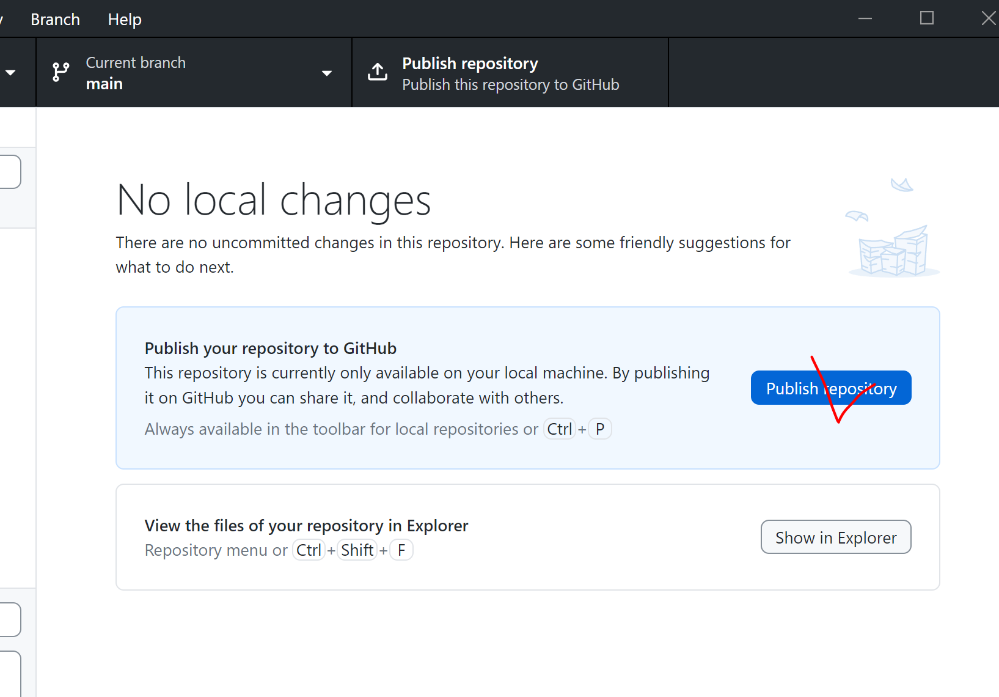 Branch Help
Current branch
main
Publish repository
Publish this repository to GitHub
No local changes
There are no uncommitted changes in this repository. Here are some friendly suggestions for
what to do next.
Publish your repository to GitHub
This repository is currently only available on your local machine. By publishing
it on GitHub you can share it, and collaborate with others.
Always available in the toolbar for local repositories or Ctrl + P
Publish repository
View the files of your repository in Explorer
Repository menu or Ctrl + Shift + F
Show in Explorer